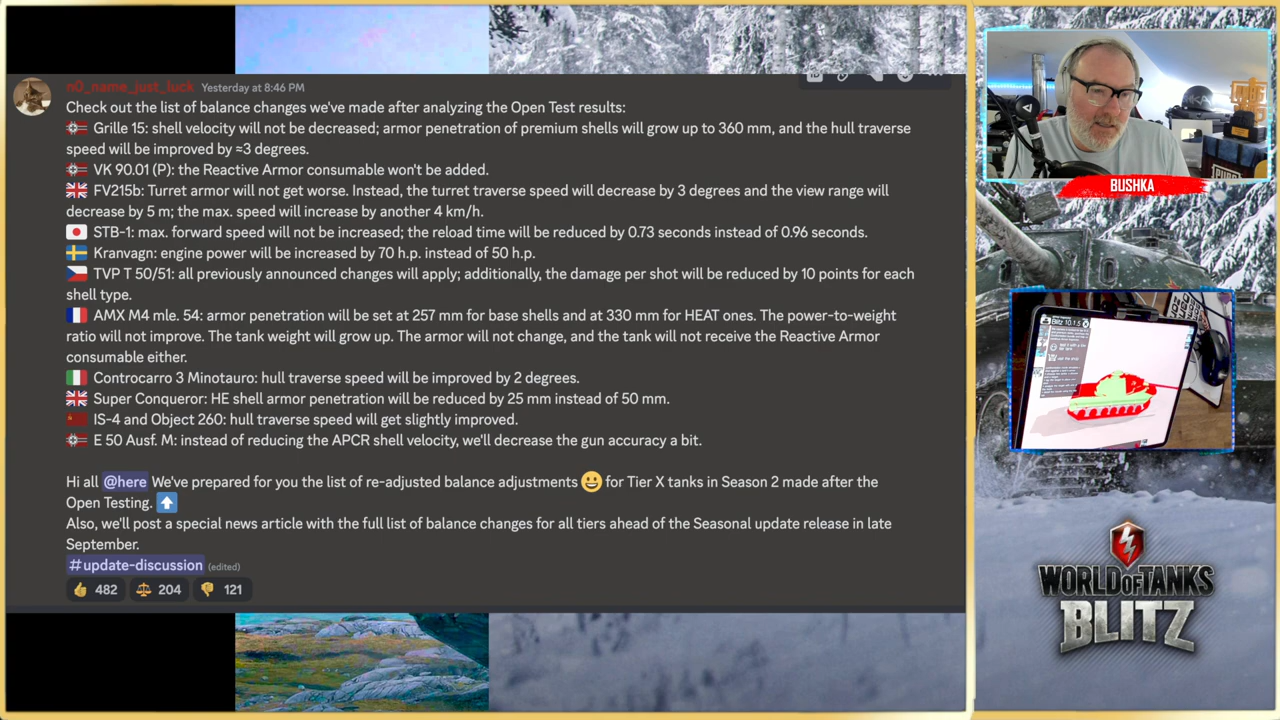 n0_name_just_luck Yesterday at 8:46 PM
Check out the list of balance changes we've made after analyzing the Open Test results:
Grille 15: shell velocity will not be decreased; armor penetration of premium shells will grow up to 360 mm, and the hull traverse
speed will be improved by ≈3 degrees.
VK 90.01 (P): the Reactive Armor consumable won't be added.
FV215b: Turret armor will not get worse. Instead, the turret traverse speed will decrease by 3 degrees and the view range will
decrease by 5 m; the max. speed will increase by another 4 km/h.
STB-1: max. forward speed will not be increased; the reload time will be reduced by 0.73 seconds instead of 0.96 seconds.
Kranvagn: engine power will be increased by 70 h.p. instead of 50 h.p.
TVP T 50/51: all previously announced changes will apply; additionally, the damage per shot will be reduced by 10 points for each
shell type.
AMX M4 mle. 54: armor penetration will be set at 257 mm for base shells and at 330 mm for HEAT ones. The power-to-weight
ratio will not improve. The tank weight will grow up. The armor will not change, and the tank will not receive the Reactive Armor
consumable either.
Controcarro 3 Minotauro: hull traverse speed will be improved by 2 degrees.
Super Conqueror: HE shell armor penetration will be reduced by 25 mm instead of 50 mm.
IS-4 and Object 260: hull traverse speed will get slightly improved.
E 50 Ausf. M: instead of reducing the APCR shell velocity, we'll decrease the gun accuracy a bit.
Hi all @here We've prepared for you the list of re-adjusted balance adjustments 😀 for Tier X tanks in Season 2 made after the
Open Testing. ⬆️
Also, we'll post a special news article with the full list of balance changes for all tiers ahead of the Seasonal update release in late
September.
#update-discussion (edited)
👍 482 ⚖️ 204 👎 121
BUSHKA
Blitz 10.1.5
WORLD OF TANKS
BLITZ